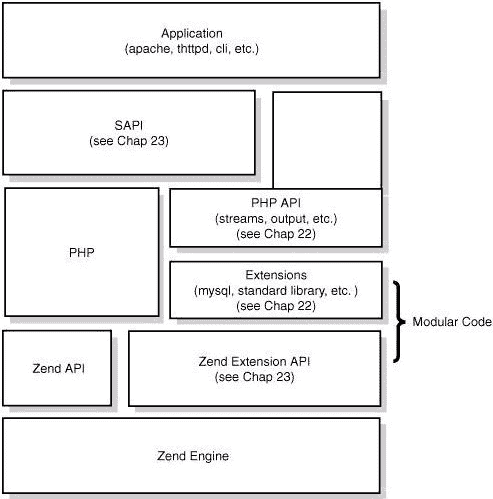 Application
(apache, thttpd, cli, etc.)
SAPI
(see Chap 23)
PHP API
(streams, output, etc.)
(see Chap 22)
PHP
Extensions
(mysql, standard library, etc. )
(see Chap 22)
Modular Code
Zend API
Zend Extension API
(see Chap 23)
Zend Engine